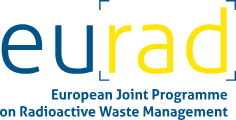 eurad
European Joint Programme
on Radioactive Waste Management